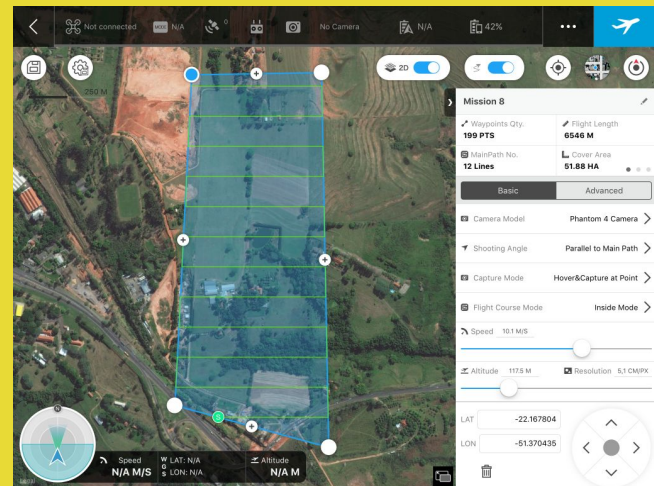 Not connected
MODE N/A
0
No Camera
N/A
42%
250 M
2D
Mission 8
Waypoints Qty.
199 PTS
Flight Length
6546 M
MainPath No.
12 Lines
Cover Area
51.88 HA
Basic
Advanced
Camera Model
Phantom 4 Camera
Shooting Angle
Parallel to Main Path
Capture Mode
Hover&Capture at Point
Flight Course Mode
Inside Mode
Speed 10.1 M/S
Altitude 117.5 M
Resolution 5,1 CM/PX
LAT -22.167804
LON -51.370435
S
N
Speed
N/A M/S
W
G
S
LAT: N/A
LON: N/A
Altitude
N/A M
Legal